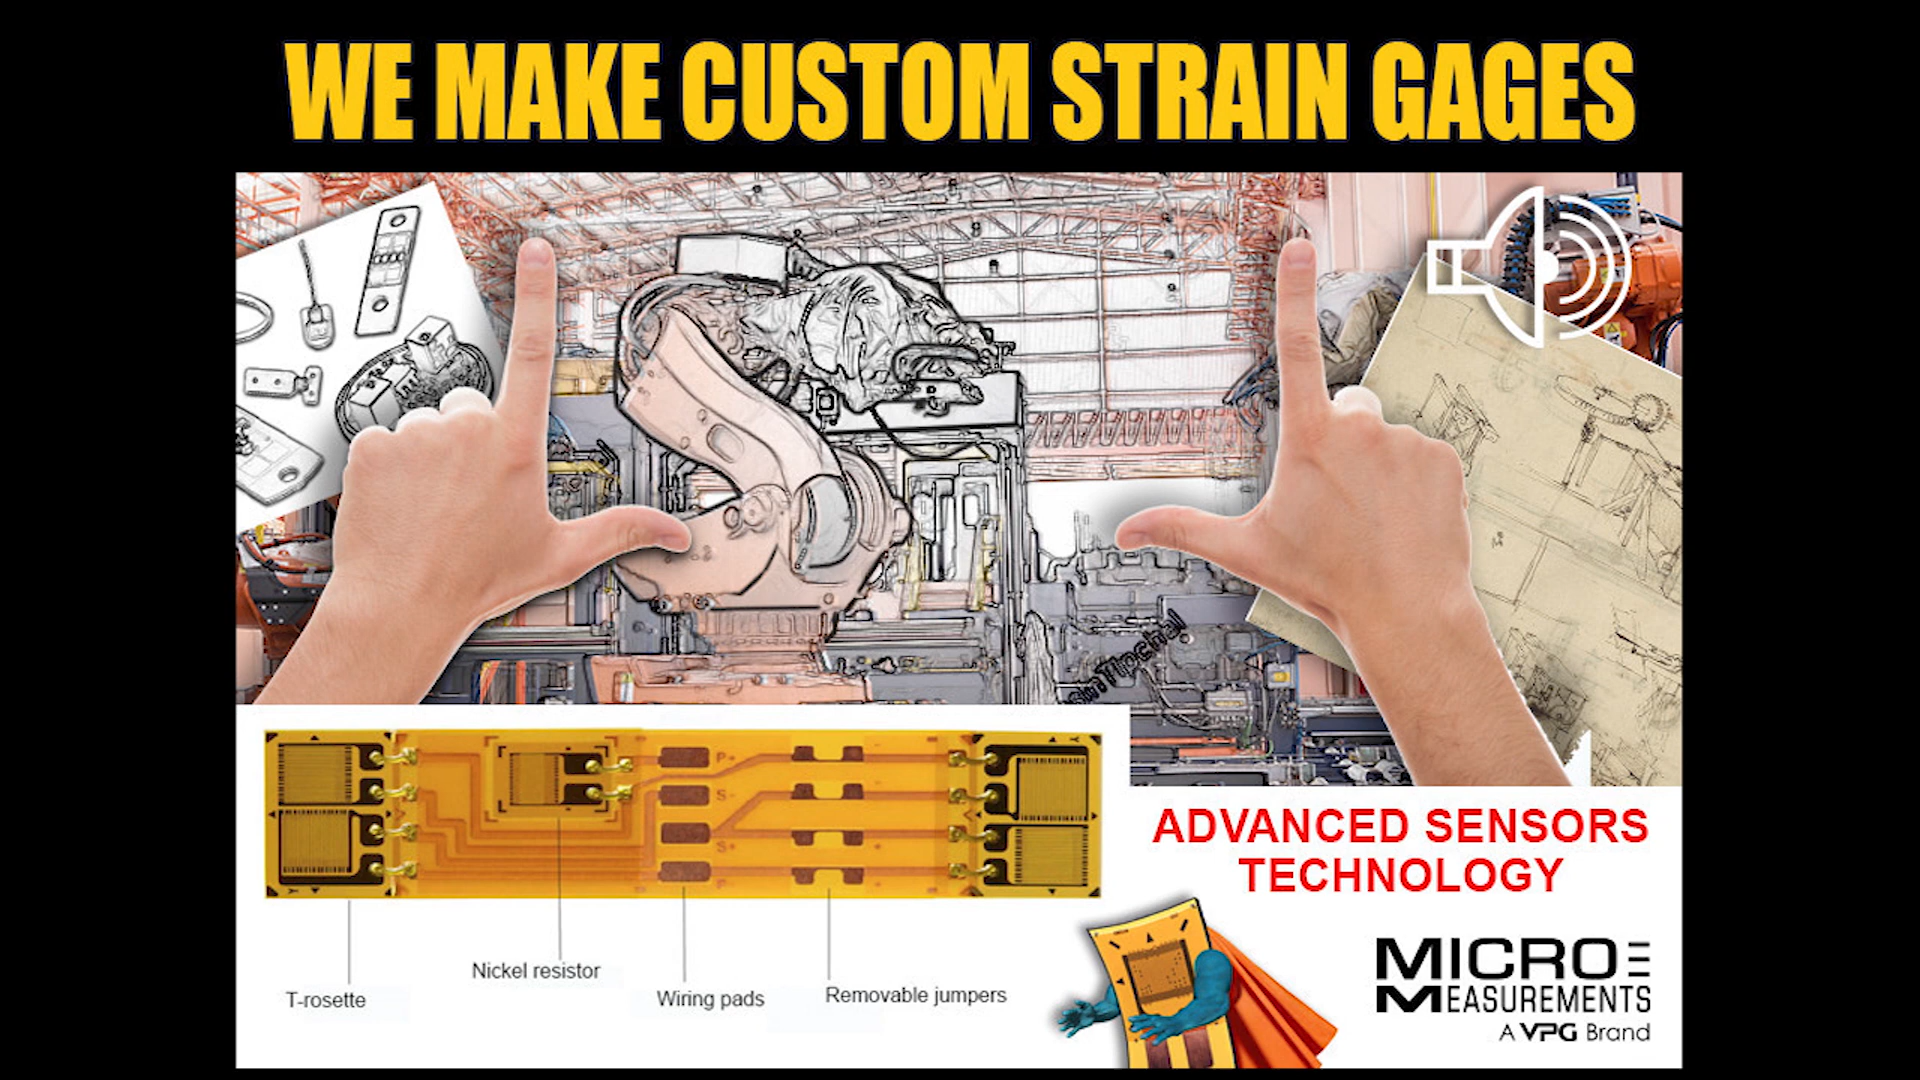 WE MAKE CUSTOM STRAIN GAGES
P+
S-
S+
T-rosette
Nickel resistor
Wiring pads
Removable jumpers
ADVANCED SENSORS
TECHNOLOGY
MICRO
MEASUREMENTS
A VPG Brand